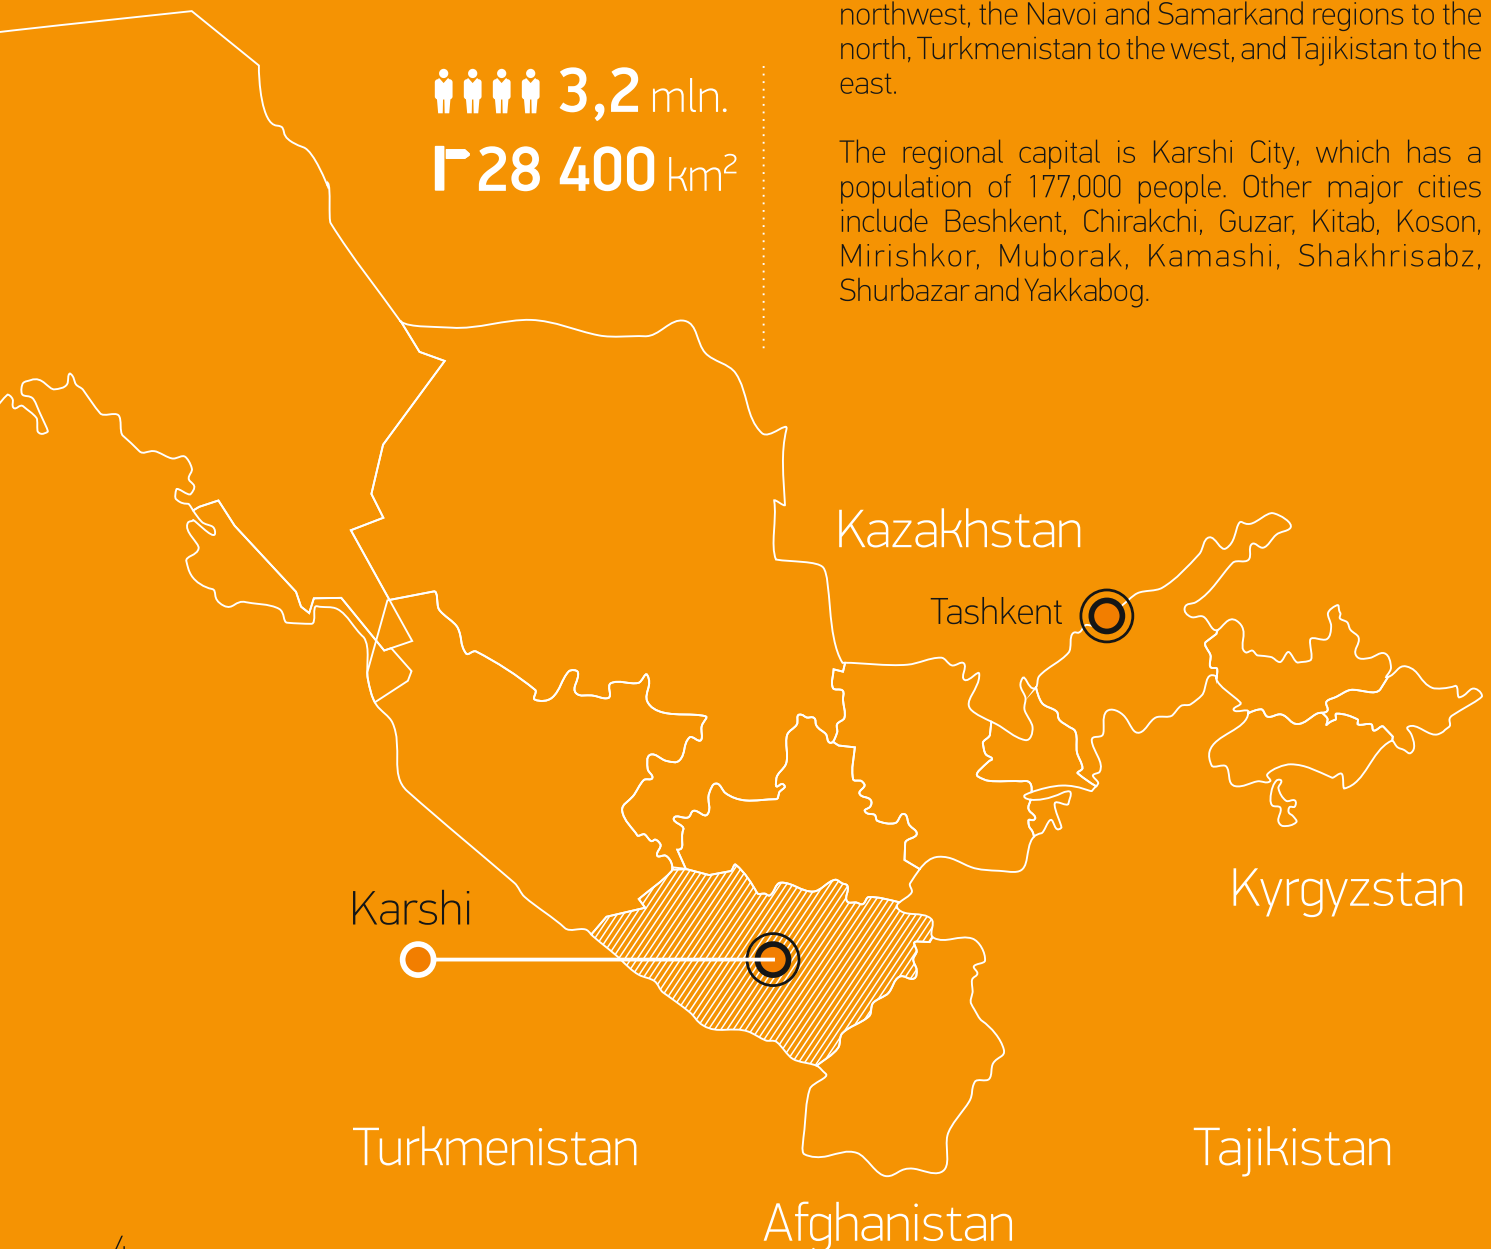 northwest, the Navoi and Samarkand regions to the
north, Turkmenistan to the west, and Tajikistan to the
east.
3,2 mln.
28 400 km²
The regional capital is Karshi City, which has a
population of 177,000 people. Other major cities
include Beshkent, Chirakchi, Guzar, Kitab, Koson,
Mirishkor, Muborak, Kamashi, Shakhrisabz,
Shurbazar and Yakkabog.
Kazakhstan
Tashkent
Kyrgyzstan
Karshi
Turkmenistan
Tajikistan
Afghanistan